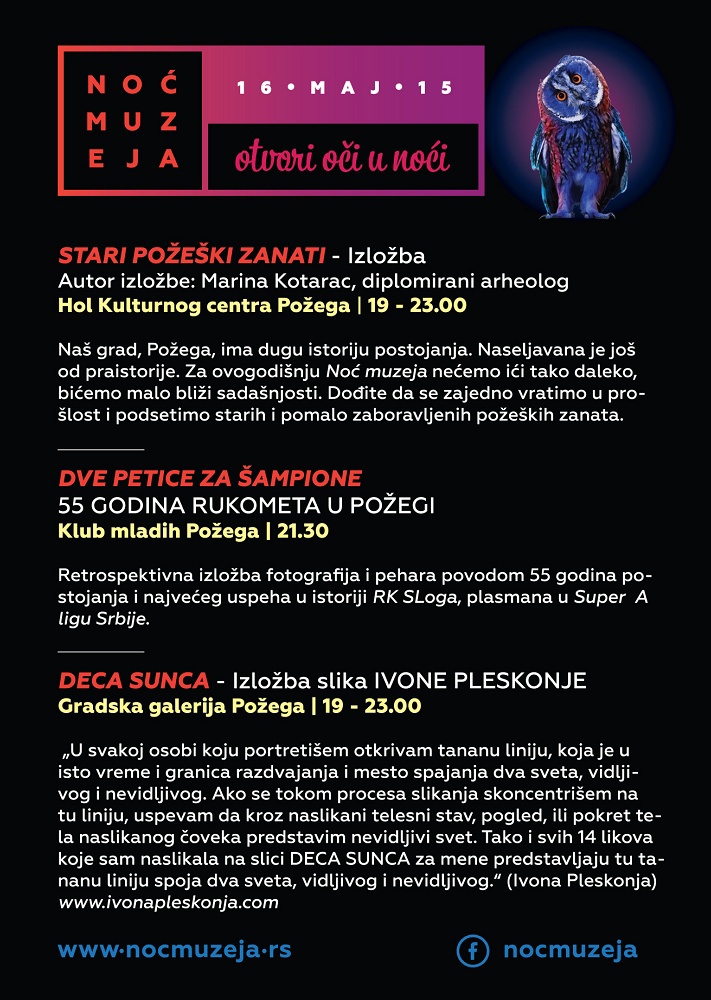 NOĆ
MUZ
EJA
16•MAJ•15
otvori oči u noći
STARI POŽEŠKI ZANATI - Izložba
Autor izložbe: Marina Kotarac, diplomirani arheolog
Hol Kulturnog centra Požega | 19 - 23.00
Naš grad, Požega, ima dugu istoriju postojanja. Naseljavana je još
od praistorije. Za ovogodišnju Noć muzeja nećemo ići tako daleko,
bićemo malo bliži sadašnjosti. Dođite da se zajedno vratimo u pro-
šlost i podsetimo starih i pomalo zaboravljenih požeških zanata.
DVE PETICE ZA ŠAMPIONE
55 GODINA RUKOMETA U POŽEGI
Klub mladih Požega | 21.30
Retrospektivna izložba fotografija i pehara povodom 55 godina po-
stojanja i najvećeg uspeha u istoriji RK SLoga, plasmana u Super A
ligu Srbije.
DECA SUNCA - Izložba slika IVONE PLESKONJE
Gradska galerija Požega | 19 - 23.00
„U svakoj osobi koju portretišem otkrivam tananu liniju, koja je u
isto vreme i granica razdvajanja i mesto spajanja dva sveta, vidlji-
vog i nevidljivog. Ako se tokom procesa slikanja skoncentrišem na
tu liniju, uspevam da kroz naslikani telesni stav, pogled, ili pokret te-
la naslikanog čoveka predstavim nevidljivi svet. Tako i svih 14 likova
koje sam naslikala na slici DECA SUNCA za mene predstavljaju tu ta-
nanu liniju spoja dva sveta, vidljivog i nevidljivog.“ (Ivona Pleskonja)
www.ivonapleskonja.com
www•nocmuzeja•rs
f nocmuzeja